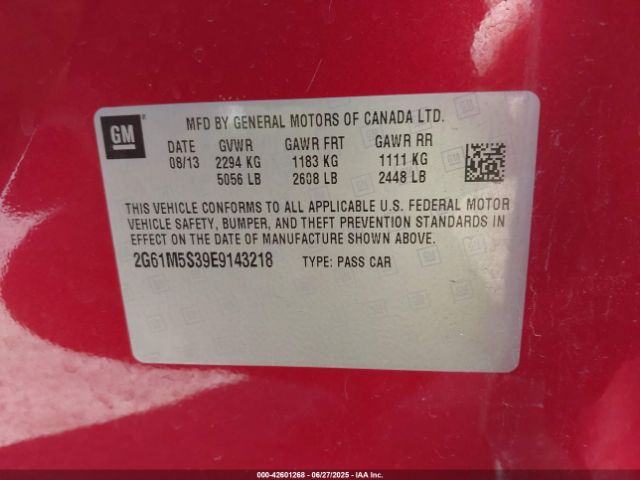 GM
MFD BY GENERAL MOTORS OF CANADA LTD.
DATE GVWR GAWR FRT GAWR RR
08/13 2294 KG 1183 KG 1111 KG
5056 LB 2608 LB 2448 LB
THIS VEHICLE CONFORMS TO ALL APPLICABLE U.S. FEDERAL MOTOR
VEHICLE SAFETY, BUMPER, AND THEFT PREVENTION STANDARDS IN
EFFECT ON THE DATE OF MANUFACTURE SHOWN ABOVE.
2G61M5S39E9143218 TYPE: PASS CAR
000-42601268 - 06/27/2025 - IAAI, Inc.